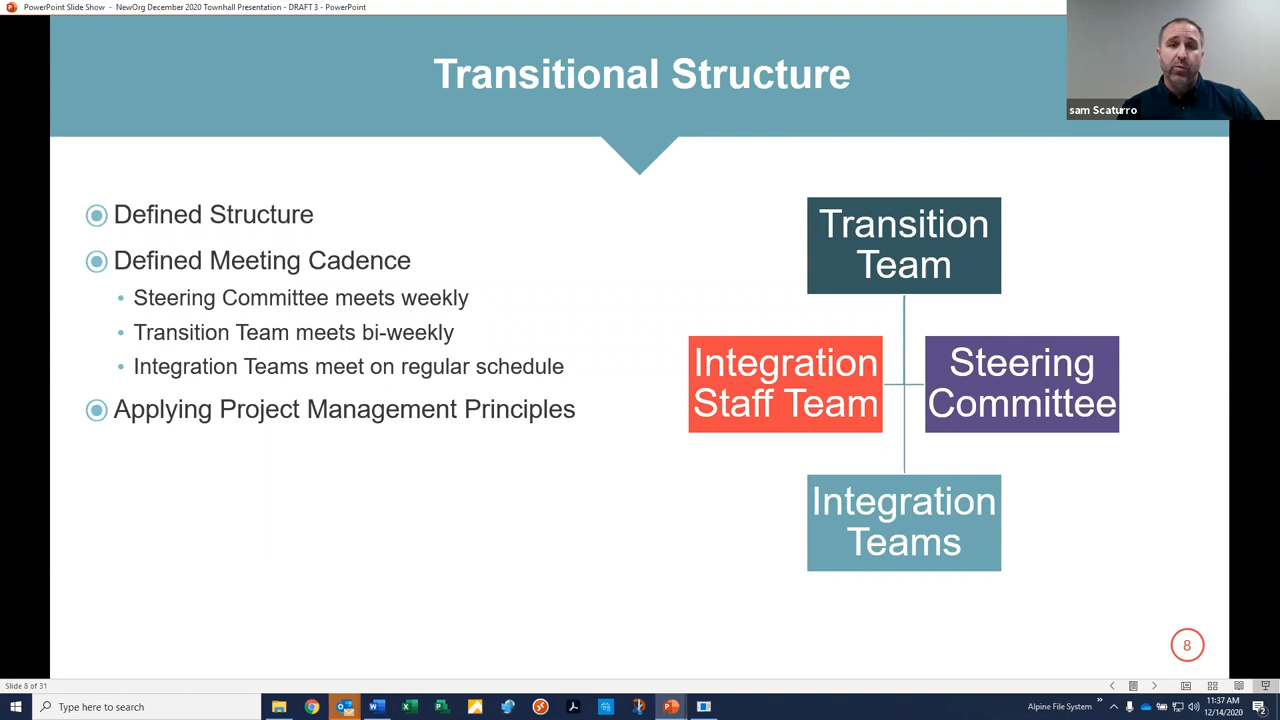 PowerPoint Slide Show - NewOrg December 2020 Townhall Presentation - DRAFT 3 - PowerPoint
Transitional Structure
sam Scaturro
Defined Structure
Defined Meeting Cadence
Steering Committee meets weekly
Transition Team meets bi-weekly
Integration Teams meet on regular schedule
Applying Project Management Principles
Transition
Team
Integration
Staff Team
Steering
Committee
Integration
Teams
8
Slide 8 of 31
Type here to search
Alpine File System
11:37 AM
12/14/2020
2